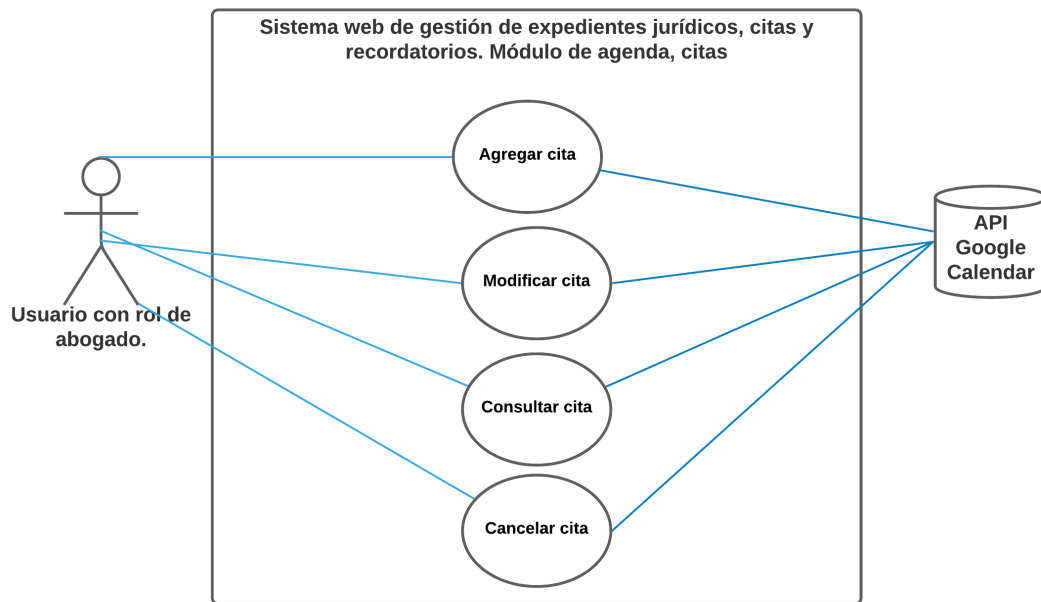 Sistema web de gestión de expedientes jurídicos, citas y
recordatorios. Módulo de agenda, citas
Agregar cita
API
Google
Calendar
Modificar cita
Usuario con rol de
abogado.
Consultar cita
Cancelar cita